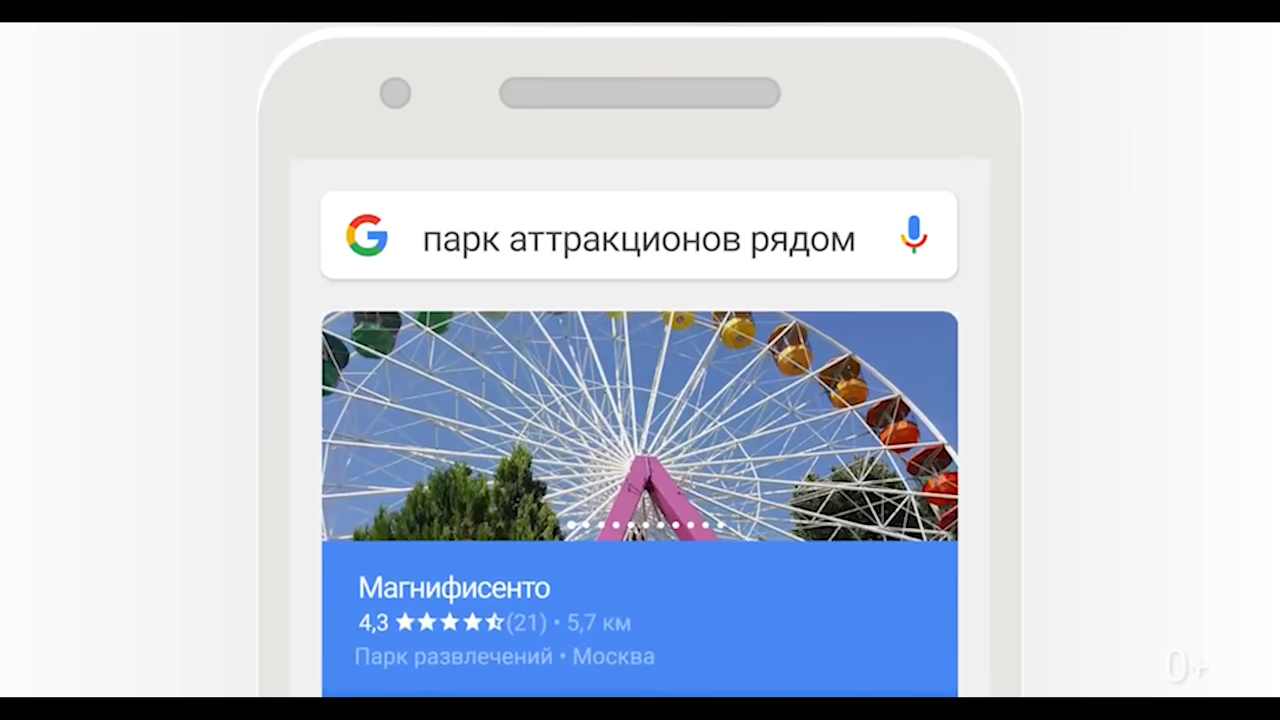 парк аттракционов рядом
Магнифисенто
4,3 (21) • 5,7 км
Парк развлечений • Москва
0+